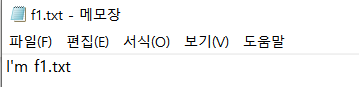 f1.txt - 메모장
파일(F) 편집(E) 서식(O) 보기(V) 도움말
I'm f1.txt